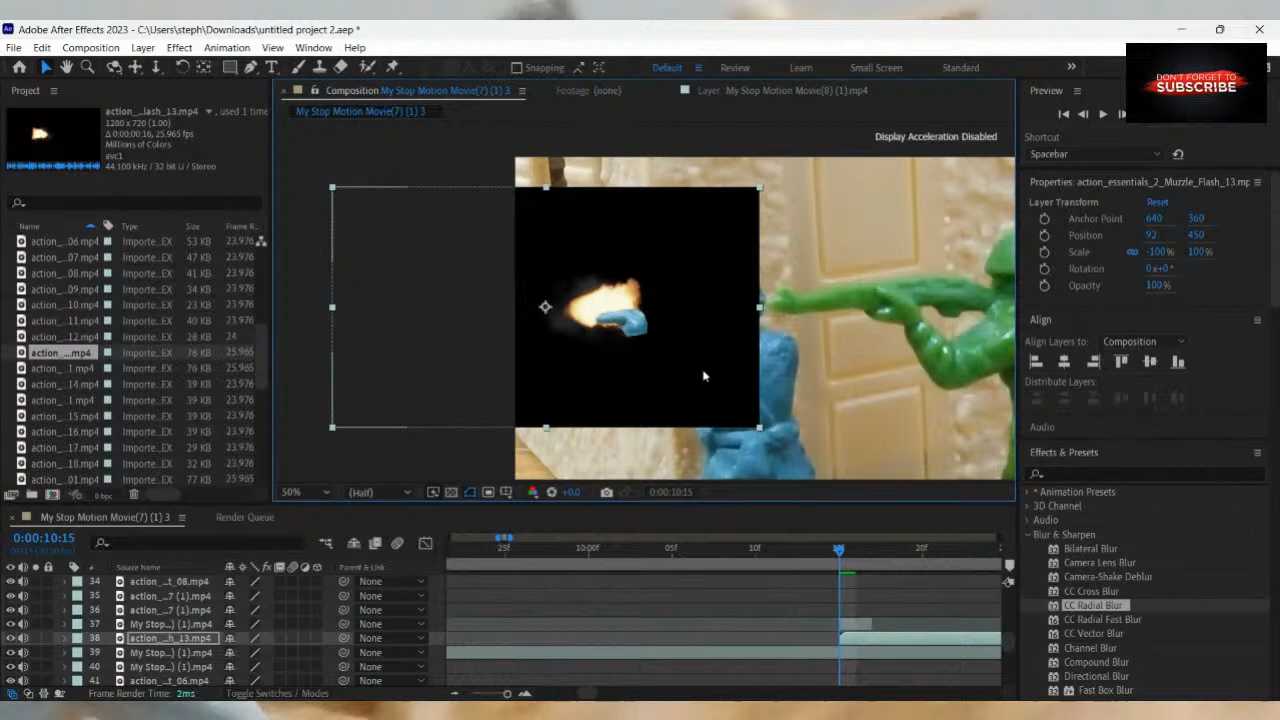 Adobe After Effects 2023 - C:\Users\steph\Downloads\untitled project 2.aep *
File Edit Composition Layer Effect Animation View Window Help
Snapping Default Review Learn Small Screen Standard
DON'T FORGET TO
SUBSCRIBE
Project
Composition My Stop Motion Movie(7) (1) 3 Footage (none) Layer My Stop Motion Movie(8) (1).mp4
Preview
My Stop Motion Movie(7) (1) 3
action_...lash_13.mp4 , used 1 time
1280 x 720 (1.00)
Δ 0:00:00:16, 25.965 fps
Millions of Colors
avc1
44.100 kHz / 32 bit U / Stereo
Display Acceleration Disabled
Shortcut
Spacebar
Properties: action_essentials_2_Muzzle_Flash_13.mp
Layer Transform Reset
Anchor Point 640 360
Position 92 450
Scale -100% 100%
Rotation 0x+0°
Opacity 100%
Align
Align Layers to: Composition
Distribute Layers:
Audio
Effects & Presets
* Animation Presets
3D Channel
Audio
Blur & Sharpen
Bilateral Blur
Camera Lens Blur
Camera-Shake Deblur
CC Cross Blur
CC Radial Blur
CC Radial Fast Blur
CC Vector Blur
Channel Blur
Compound Blur
Directional Blur
Fast Box Blur
Name Type Size Frame R
action_...06.mp4 Importe...EX 53 KB 23.976
action_...07.mp4 Importe...EX 47 KB 23.976
action_...08.mp4 Importe...EX 41 KB 23.976
action_...09.mp4 Importe...EX 34 KB 23.976
action_...10.mp4 Importe...EX 23 KB 23.976
action_...11.mp4 Importe...EX 40 KB 23.976
action_...12.mp4 Importe...EX 28 KB 24
action_...mp4 Importe...EX 76 KB 25.965
action_...1.mp4 Importe...EX 76 KB 25.965
action_...14.mp4 Importe...EX 39 KB 23.976
action_...1.mp4 Importe...EX 39 KB 23.976
action_...15.mp4 Importe...EX 39 KB 23.976
action_...16.mp4 Importe...EX 39 KB 23.976
action_...17.mp4 Importe...EX 39 KB 23.976
action_...18.mp4 Importe...EX 32 KB 23.976
action_...01.mp4 Importe...EX 77 KB 25.965
0 bpc
50% (Half) +0.0 0:00:10:15
My Stop Motion Movie(7) (1) 3 Render Queue
0:00:10:15
25f 10:00f 05f 10f 20f
# Source Name Parent & Link
34 action_...t_08.mp4 None
35 action_...7 (1).mp4 None
36 action_...7 (1).mp4 None
37 My Stop...) (1).mp4 None
38 action_...h_13.mp4 None
39 My Stop...) (1).mp4 None
40 My Stop...) (1).mp4 None
41 action_...t_06.mp4 None
Frame Render Time: 2ms Toggle Switches / Modes